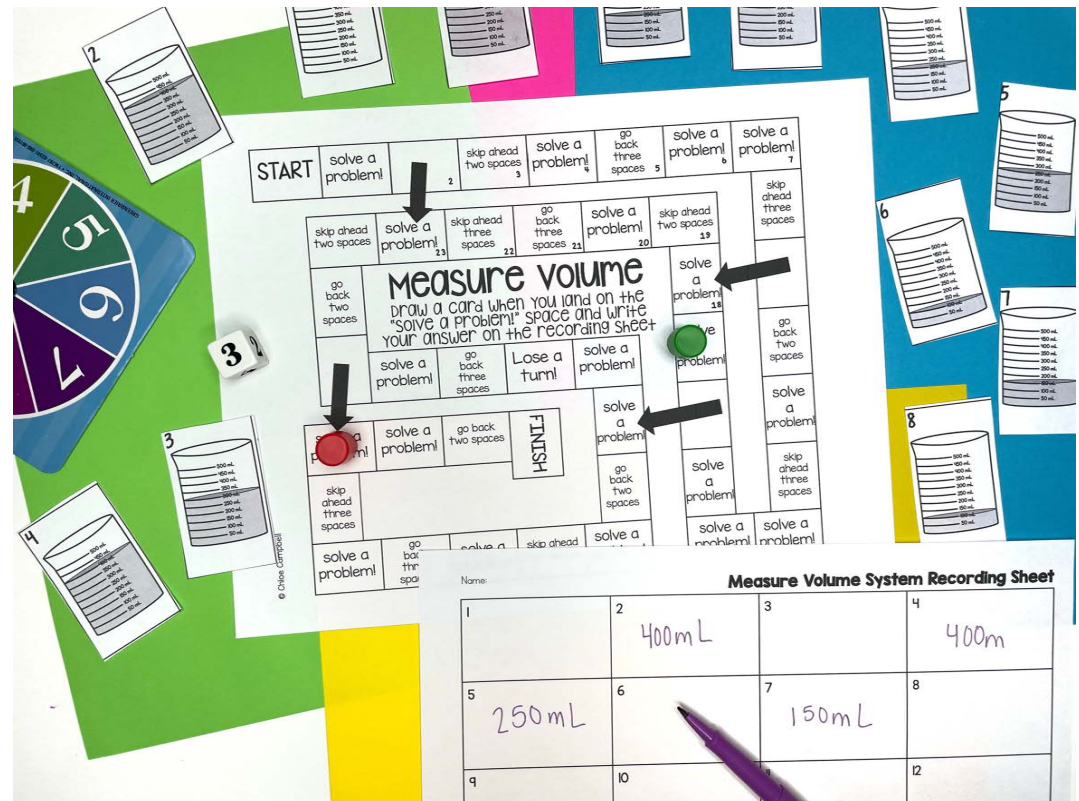 START
solve a
problem!
2
skip ahead
two spaces
3
solve a
problem!
4
go
back
three
spaces 5
solve a
problem!
6
solve a
problem!
7
skip
ahead
three
spaces
go
back
two
spaces
solve
a
problem!
skip
ahead
three
spaces
solve a
problem!
solve a
problem!
solve
a
problem!
problem!
solve
a
problem!
18
skip ahead
two spaces
19
solve a
problem!
20
go
back
three
spaces 21
skip ahead
three
spaces 22
solve a
problem!
23
skip ahead
two spaces
go
back
two
spaces
Measure Volume
Draw a card when you land on the
"Solve a Problem!" space and write
your answer on the recording sheet
solve a
problem!
go
back
three
spaces
Lose a
turn!
solve a
problem!
solve
a
problem!
go
back
two
spaces
solve a
skip ahead
solve a
problem!
skip
ahead
three
spaces
solve a
problem!
go back
two spaces
FINISH
© Chloe Campbell
4
5
6
7
3
2
2
3
500 mL
450 mL
400 mL
350 mL
300 mL
250 mL
200 mL
150 mL
100 mL
50 mL
4
5
6
7
8
Name:
Measure Volume System Recording Sheet
1
2
400mL
3
4
400m
5
250mL
6
7
150mL
8
9
10
12